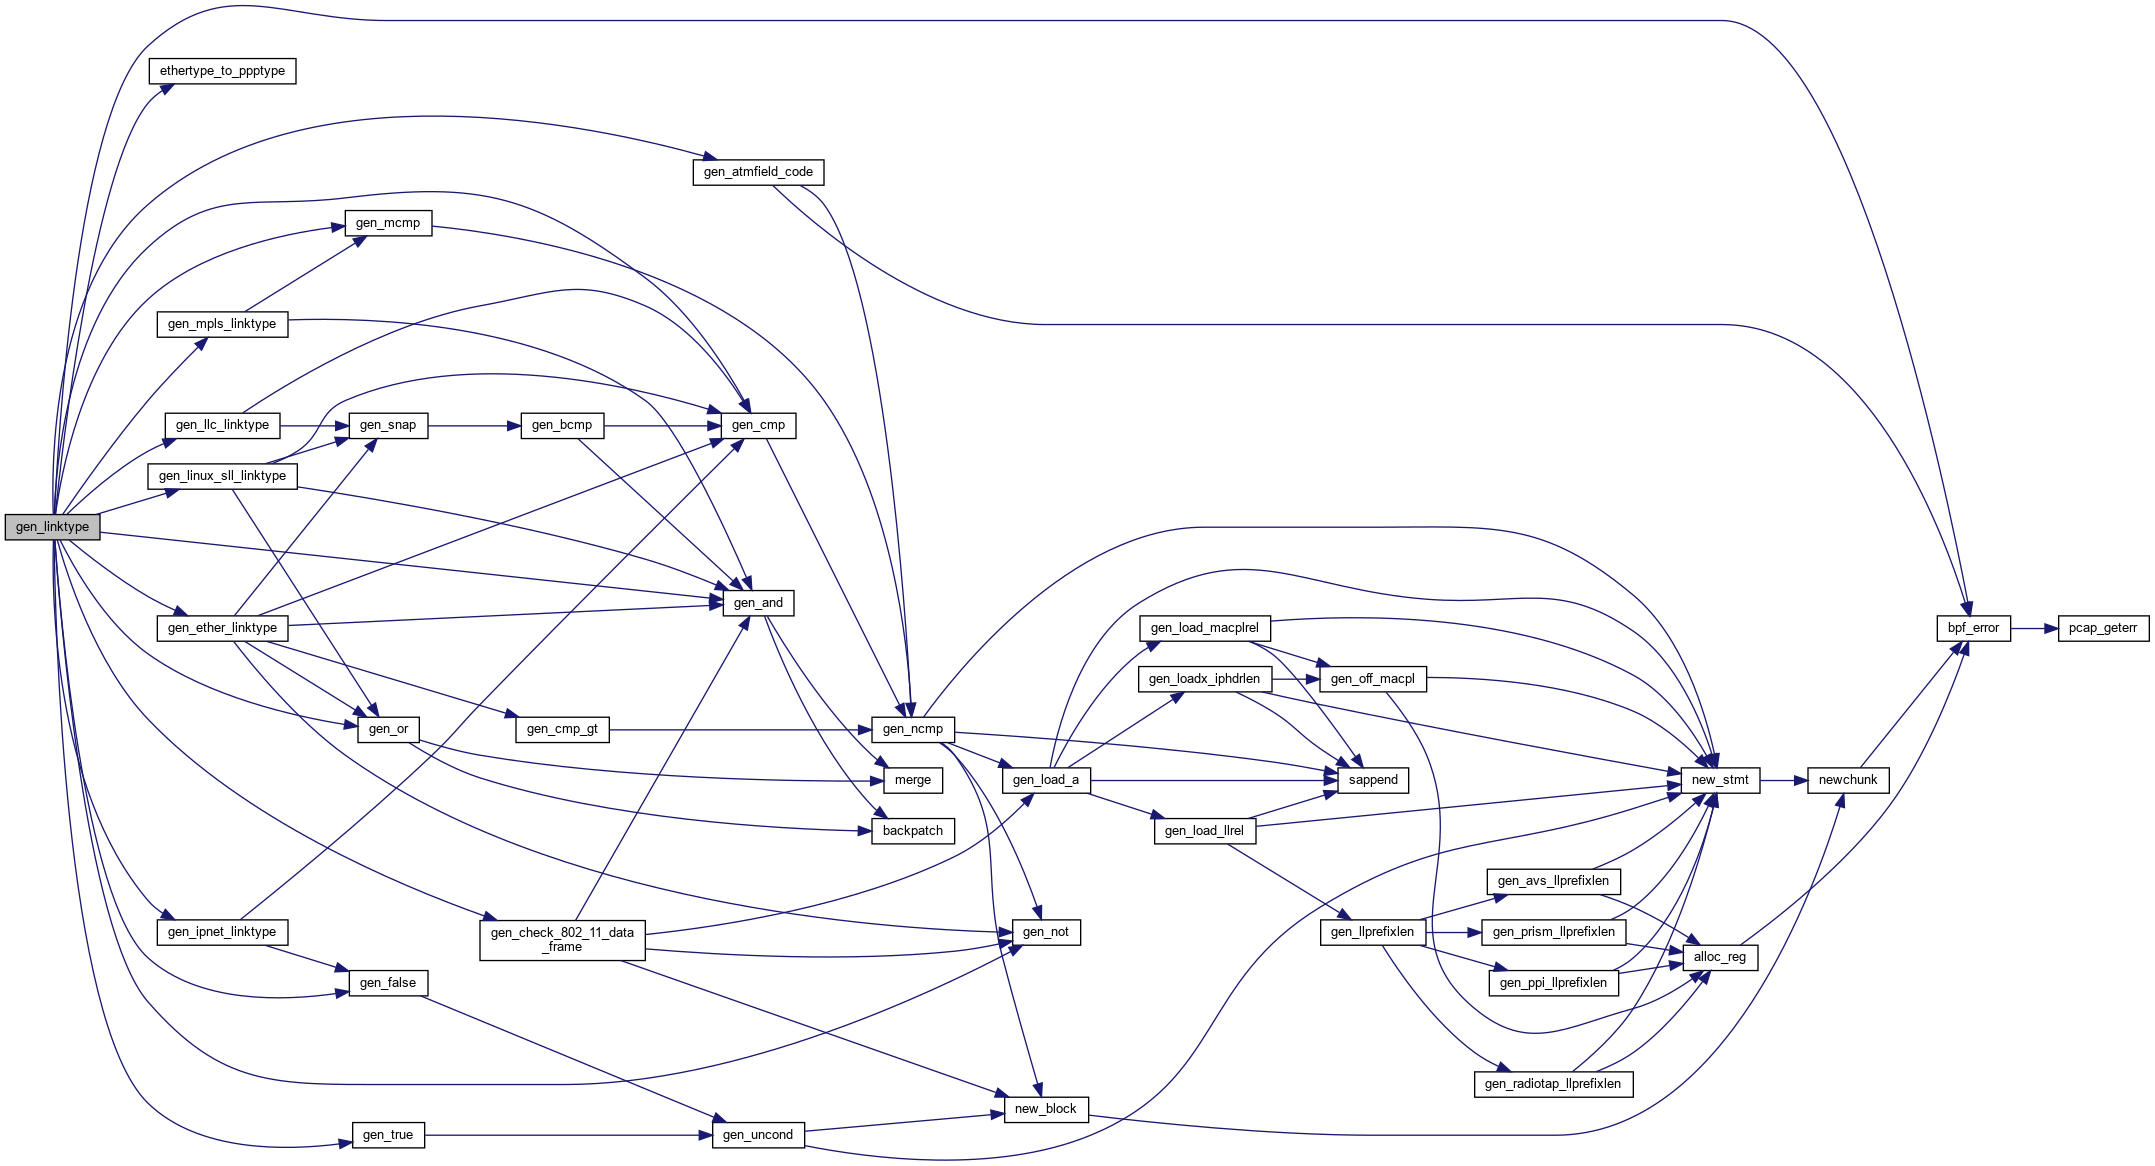 ethertype_to_ppptype
gen_atmfield_code
gen_mcmp
gen_mpls_linktype
gen_llc_linktype
gen_snap
gen_bcmp
gen_cmp
gen_linux_sll_linktype
gen_linktype
gen_and
gen_ether_linktype
gen_load_macplrel
bpf_error
pcap_geterr
gen_loadx_iphdrlen
gen_off_macpl
gen_or
gen_cmp_gt
gen_ncmp
merge
gen_load_a
sappend
new_stmt
newchunk
backpatch
gen_load_llrel
gen_avs_llprefixlen
gen_ipnet_linktype
gen_check_802_11_data
_frame
gen_not
gen_llprefixlen
gen_prism_llprefixlen
alloc_reg
gen_false
gen_ppi_llprefixlen
gen_radiotap_llprefixlen
new_block
gen_true
gen_uncond